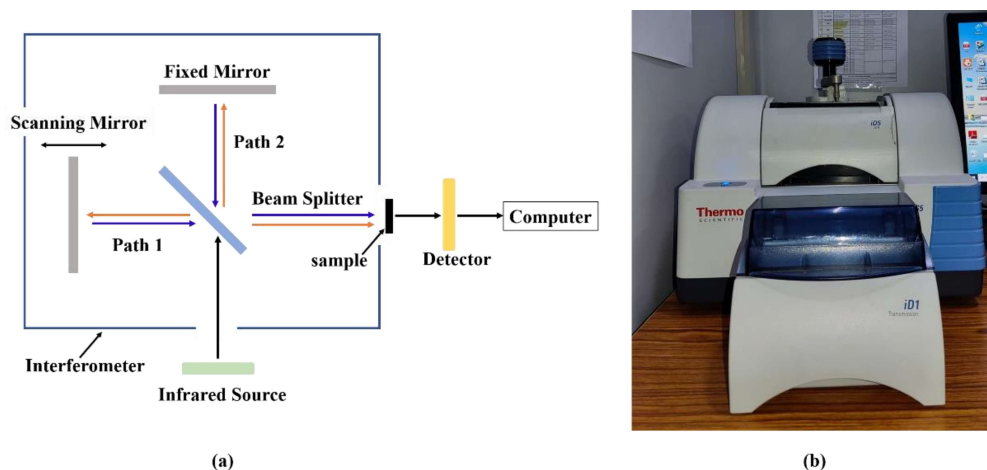 Fixed Mirror
Scanning Mirror
Path 2
Beam Splitter
Path 1
sample
Computer
Detector
Interferometer
Infrared Source
(a)
iD5
Thermo
SCIENTIFIC
iD1
Transmission
(b)